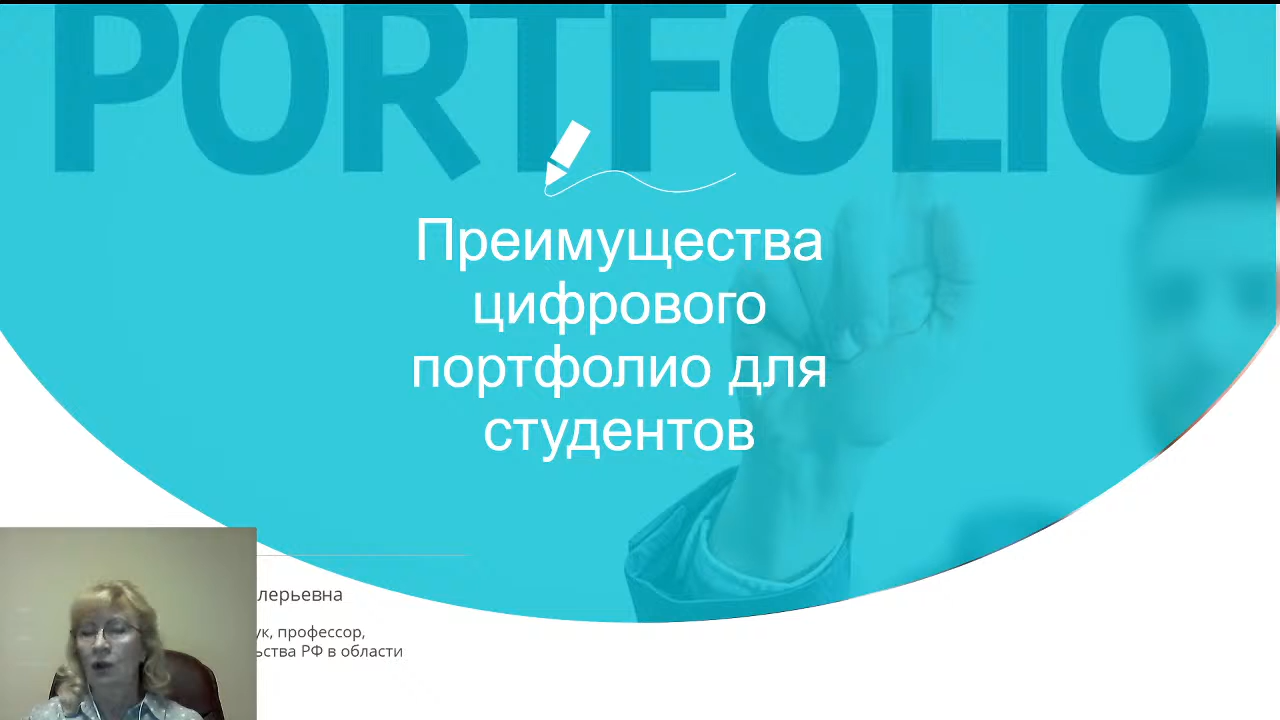 PORTFOLIO
Преимущества
цифрового
портфолио для
студентов
лерьевна
ук, профессор,
ьства РФ в области